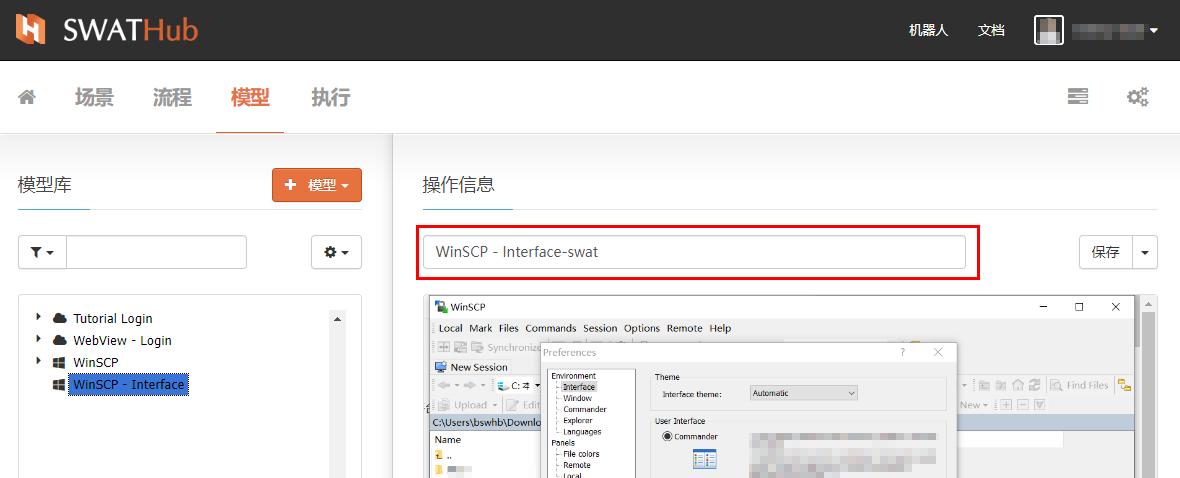 SWATHub
机器人 文档
场景 流程 模型 执行
模型库
模型
操作信息
WinSCP - Interface-swat
保存
Tutorial Login
WebView - Login
WinSCP
WinSCP - Interface
WinSCP
Local Mark Files Commands Session Options Remote Help
Synchronize
Preferences
New Session
Environment
Interface
Window
Commander
Explorer
Languages
Panels
File colors
Remote
Local
Theme
Interface theme: Automatic
User Interface
Commander
C: 本
Find Files
Upload
Edit
New
C:\Users\bswhb\Downlo
Name
..